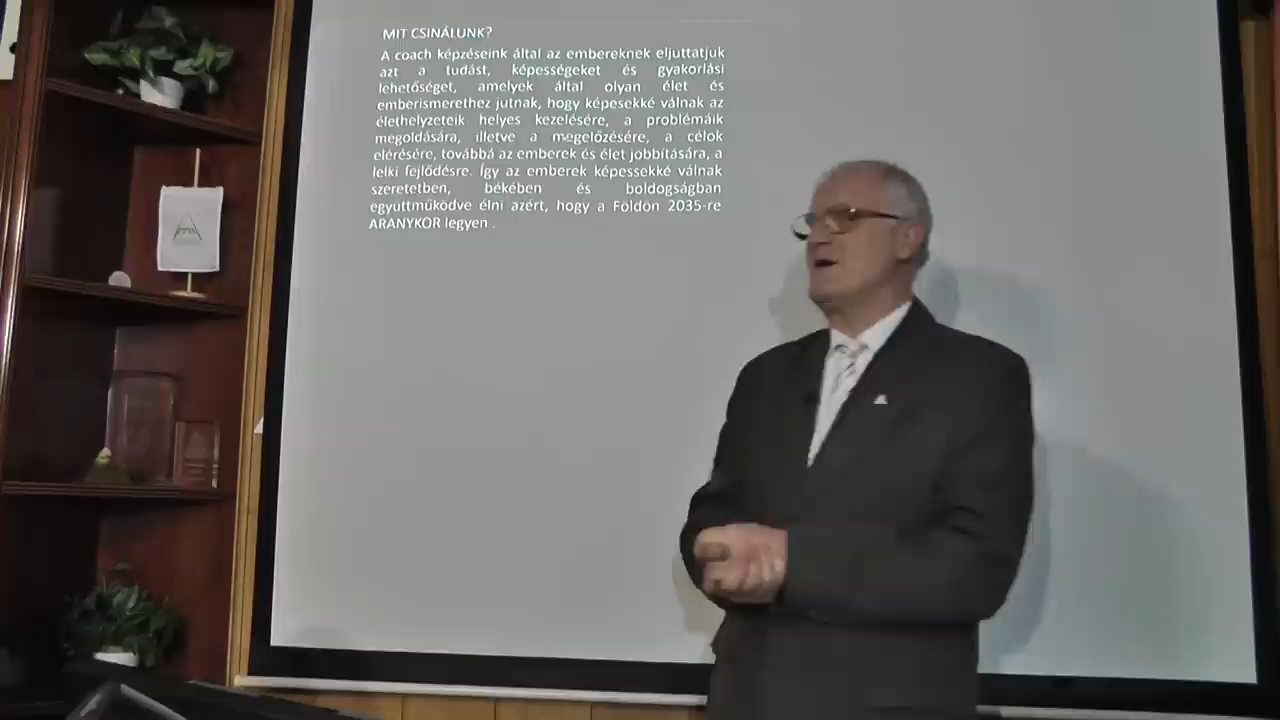 MIT CSINÁLUNK?
A coach képzéseink által az embereknek eljuttatjuk
azt a tudást, képességeket és gyakorlási
lehetőséget, amelyek által olyan élet és
emberismerethez jutnak, hogy képesekké válnak az
élethelyzeteik helyes kezelésére, a problémáik
megoldására, illetve a megelőzésére, a célok
elérésére, továbbá az emberek és élet jobbítására, a
lelki fejlődésre. Így az emberek képessekké válnak
szeretetben, békében és boldogságban
együttműködve élni azért, hogy a Földön 2035-re
ARANYKOR legyen .